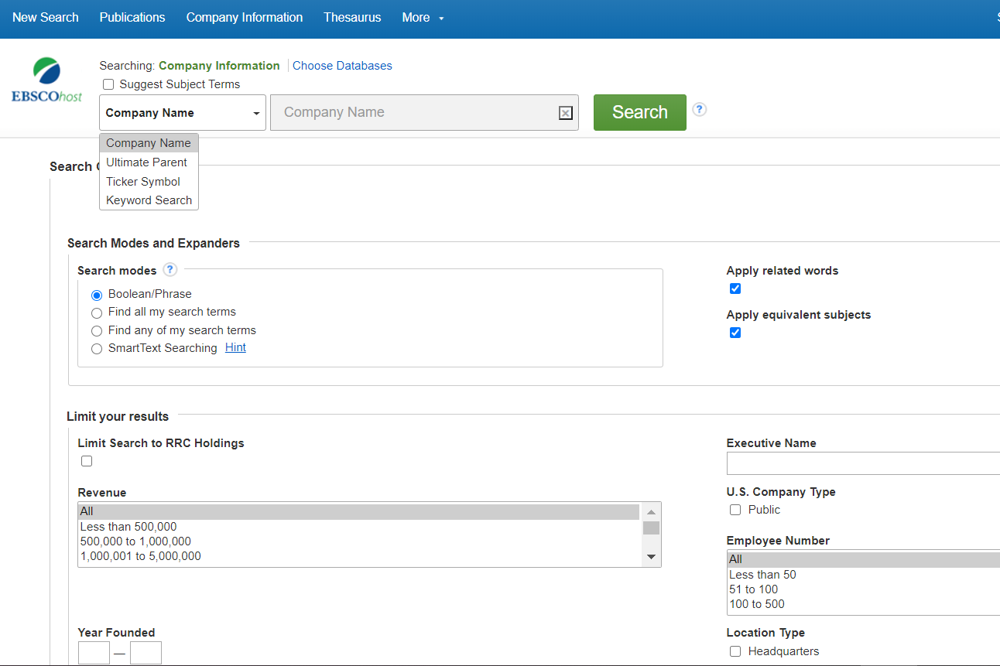 New Search Publications Company Information Thesaurus More
Searching: Company Information Choose Databases
Suggest Subject Terms
EBSCOhost
Company Name Company Name Search ?
Company Name
Ultimate Parent
Ticker Symbol
Keyword Search
Search
Search Modes and Expanders
Search modes ?
Boolean/Phrase
Find all my search terms
Find any of my search terms
SmartText Searching Hint
Apply related words
Apply equivalent subjects
Limit your results
Limit Search to RRC Holdings
Revenue
All
Less than 500,000
500,000 to 1,000,000
1,000,001 to 5,000,000
Year Founded
—
Executive Name
U.S. Company Type
Public
Employee Number
All
Less than 50
51 to 100
100 to 500
Location Type
Headquarters